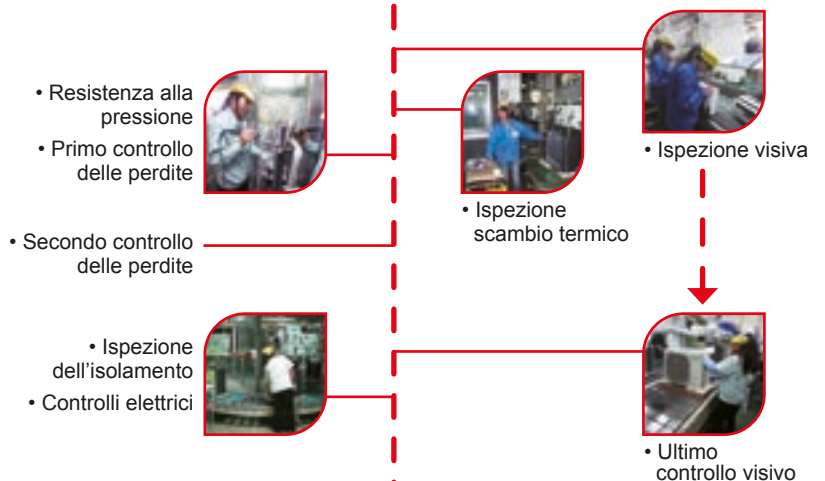 • Resistenza alla
pressione
• Primo controllo
delle perdite
• Secondo controllo
delle perdite
• Ispezione
dell'isolamento
• Controlli elettrici
• Ispezione
scambio termico
• Ispezione visiva
• Ultimo
controllo visivo